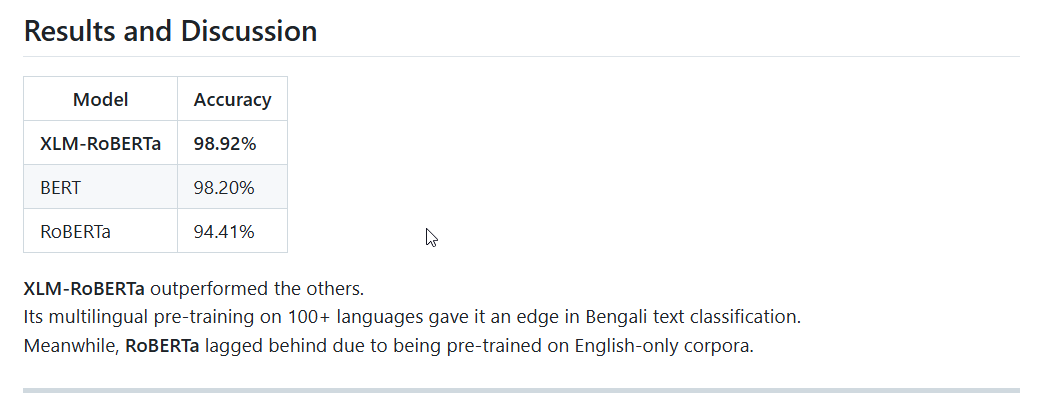 Results and Discussion
Model Accuracy
XLM-RoBERTa 98.92%
BERT 98.20%
RoBERTa 94.41%
XLM-RoBERTa outperformed the others.
Its multilingual pre-training on 100+ languages gave it an edge in Bengali text classification.
Meanwhile, RoBERTa lagged behind due to being pre-trained on English-only corpora.